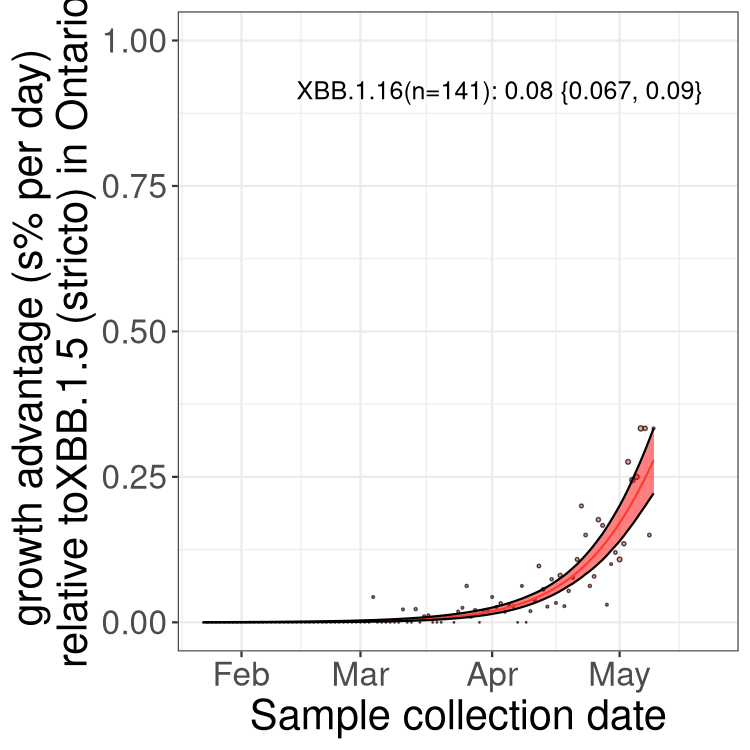 growth advantage (s% per day)
relative toXBB.1.5 (stricto) in Ontario
1.00
XBB.1.16(n=141): 0.08 {0.067, 0.09}
0.75
0.50
0.25
0.00
Feb Mar Apr May
Sample collection date